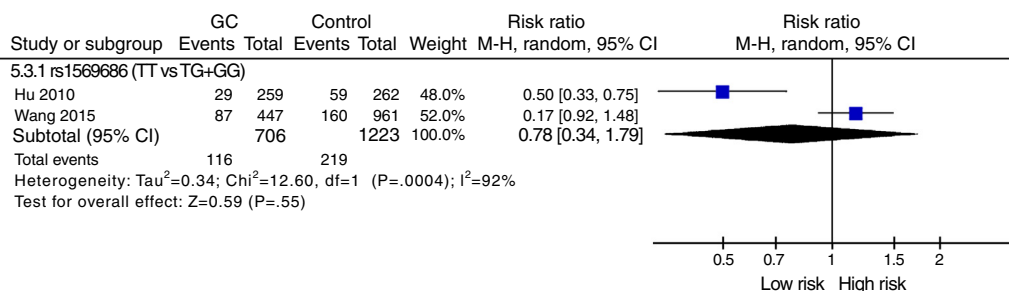 GC Control Risk ratio Risk ratio
Study or subgroup Events Total Events Total Weight M-H, random, 95% CI M-H, random, 95% CI
5.3.1 rs1569686 (TT vs TG+GG)
Hu 2010 29 259 59 262 48.0% 0.50 [0.33, 0.75]
Wang 2015 87 447 160 961 52.0% 0.17 [0.92, 1.48]
Subtotal (95% CI) 706 1223 100.0% 0.78 [0.34, 1.79]
Total events 116 219
Heterogeneity: Tau²=0.34; Chi²=12.60, df=1 (P=.0004); I²=92%
Test for overall effect: Z=0.59 (P=.55)
0.5 0.7 1 1.5 2
Low risk High risk